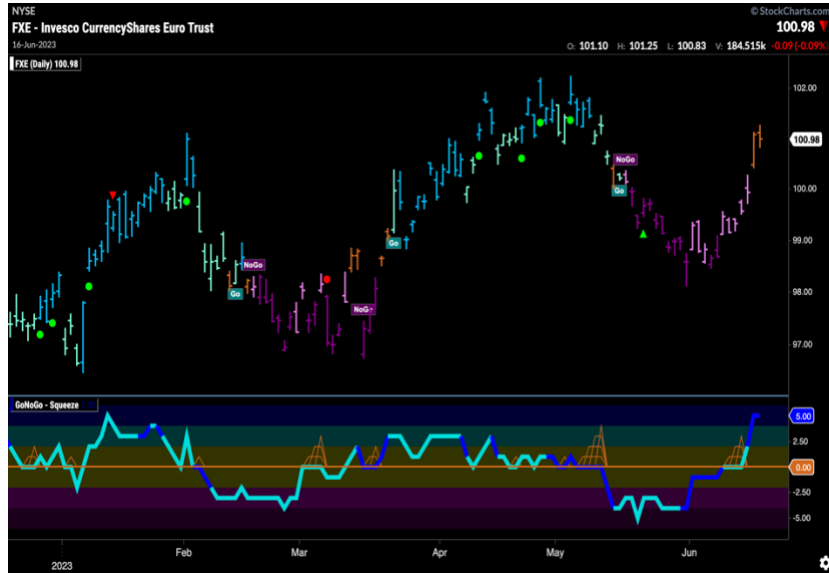 NYSE
© StockCharts.com
FXE - Invesco CurrencyShares Euro Trust
100.98
16-Jun-2023
O: 101.10 H: 101.25 L: 100.83 V: 184.515k -0.09 (-0.09%)
FXE (Daily) 100.98
102.00
100.98
100.00
99.00
98.00
97.00
NoGo
Go
Go
NoGo
NoGo
Go
GoNoGo - Squeeze
5.00
2.50
0.00
-2.50
-5.00
Feb
Mar
Apr
May
Jun
2023